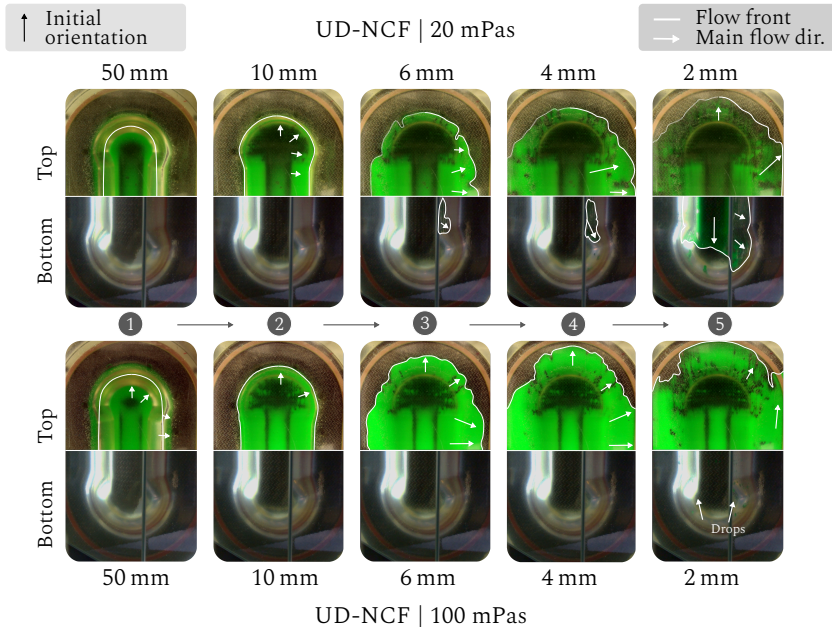 Initial
orientation
UD-NCF | 20 mPas
Flow front
Main flow dir.
50 mm
10 mm
6 mm
4 mm
2 mm
Top
Bottom
1
2
3
4
5
Top
Bottom
Drops
50 mm
10 mm
6 mm
4 mm
2 mm
UD-NCF | 100 mPas